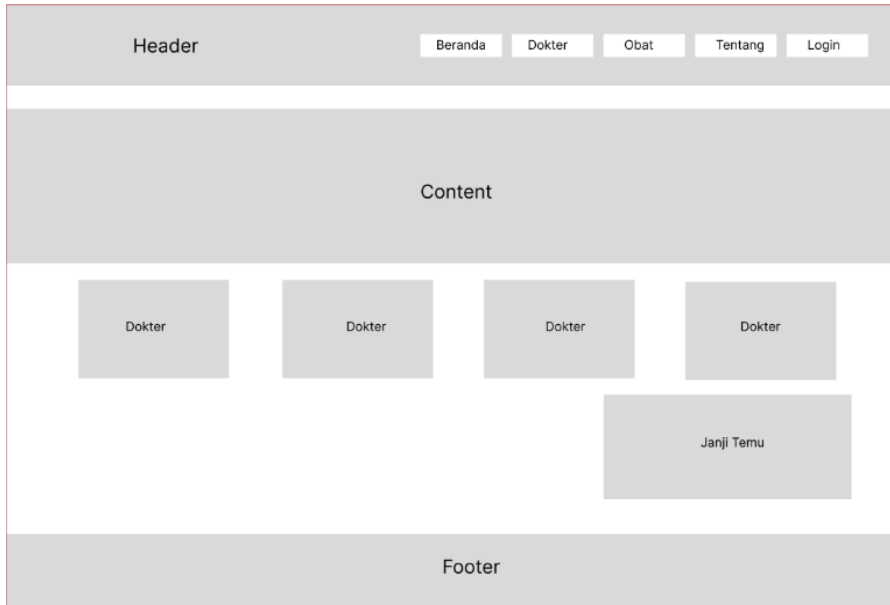 Header
Beranda
Dokter
Obat
Tentang
Login
Content
Dokter
Dokter
Dokter
Dokter
Janji Temu
Footer